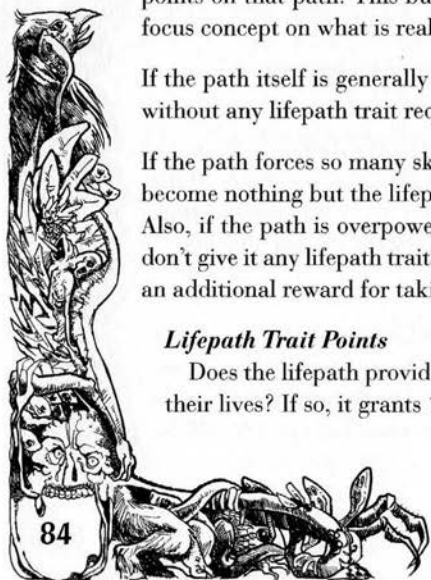 points on that path. This bu
focus concept on what is real
If the path itself is generally
without any lifepath trait rec
If the path forces so many sk
become nothing but the lifep
Also, if the path is overpowe
don't give it any lifepath trait
an additional reward for taki
Lifepath Trait Points
Does the lifepath provid
their lives? If so, it grants
84